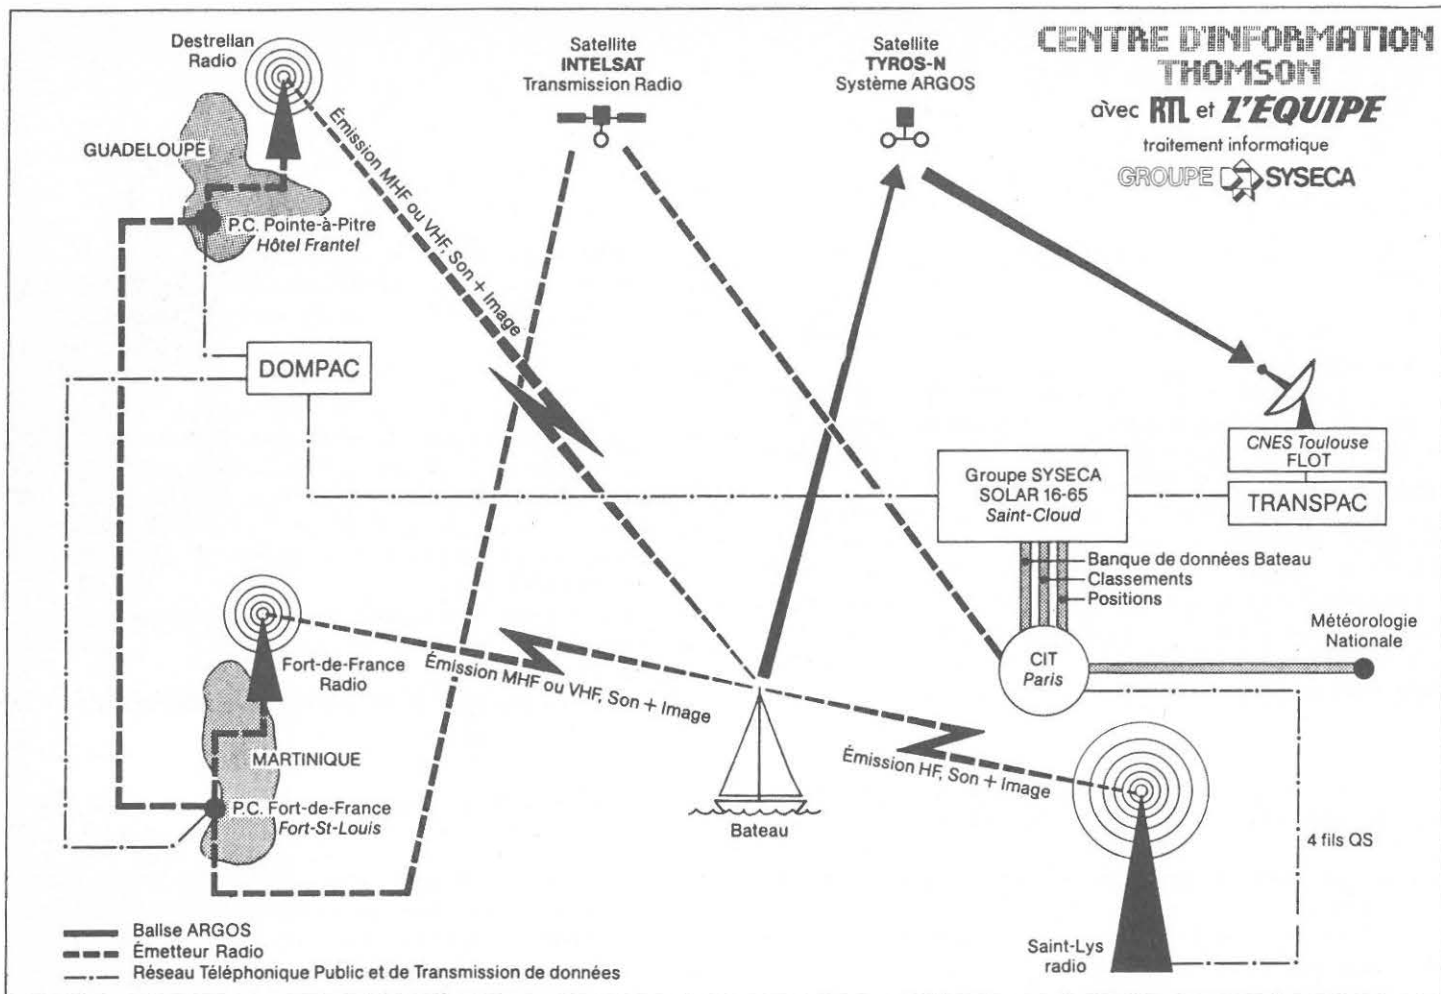 Destrellan
Radio
Satellite
INTELSAT
Transmission Radio
Satellite
TYROS-N
Système ARGOS
CENTRE D'INFORMATION
THOMSON
avec RTL et L'ÉQUIPE
traitement informatique
GROUPE SYSECA
GUADELOUPE
Émission MHF ou VHF, Son + Image
P.C. Pointe-à-Pitre
Hôtel Frantel
DOMPAC
CNES Toulouse
FLOT
TRANSPAC
Groupe SYSECA
SOLAR 16-65
Saint-Cloud
Banque de données Bateau
Classements
Positions
Météorologie
Nationale
CIT
Paris
Fort-de-France
Radio
Émission MHF ou VHF, Son + Image
MARTINIQUE
P.C. Fort-de-France
Fort-St-Louis
Émission HF, Son + Image
Bateau
4 fils QS
Saint-Lys
radio
Balise ARGOS
Émetteur Radio
Réseau Téléphonique Public et de Transmission de données